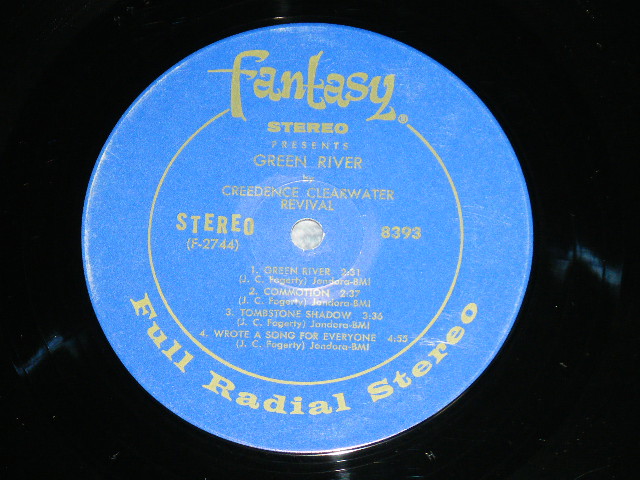 Fantasy®
STEREO
PRESENTS
GREEN RIVER
by
CREEDENCE CLEARWATER
REVIVAL
STEREO
(F-2744)
8393
1. GREEN RIVER 2:31
(J. C. Fogerty) Jondora-BMI
2. COMMOTION 2:37
(J. C. Fogerty) Jondora-BMI
3. TOMBSTONE SHADOW 3:36
(J. C. Fogerty) Jondora-BMI
4. WROTE A SONG FOR EVERYONE 4:55
(J. C. Fogerty) Jondora-BMI
Full Radial Stereo